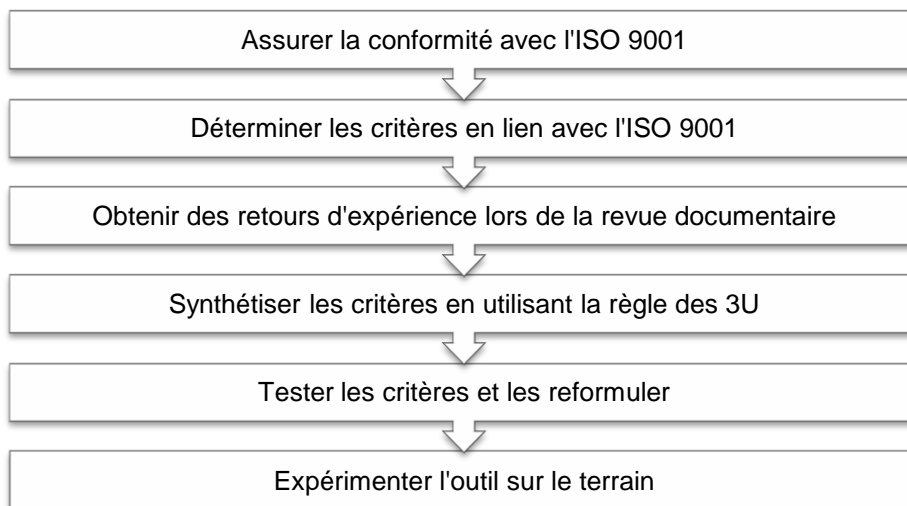 Assurer la conformité avec l'ISO 9001
Déterminer les critères en lien avec l'ISO 9001
Obtenir des retours d'expérience lors de la revue documentaire
Synthétiser les critères en utilisant la règle des 3U
Tester les critères et les reformuler
Expérimenter l'outil sur le terrain